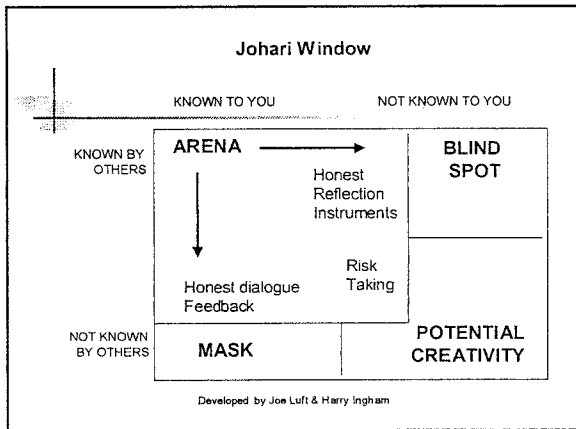 Johari Window
KNOWN TO YOU
NOT KNOWN TO YOU
KNOWN BY
OTHERS
ARENA
BLIND
SPOT
Honest
Reflection
Instruments
Risk
Taking
Honest dialogue
Feedback
NOT KNOWN
BY OTHERS
MASK
POTENTIAL
CREATIVITY
Developed by Joe Luft & Harry Ingham